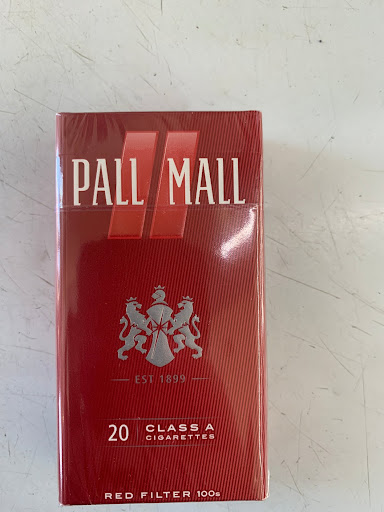 PALL MALL
EST 1899
20 CLASS A
CIGARETTES
RED FILTER 100s